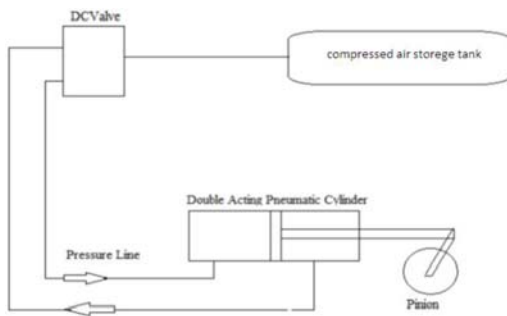 DCValve
compressed air storege tank
Double Acting Pneumatic Cylinder
Pressure Line
Pinion